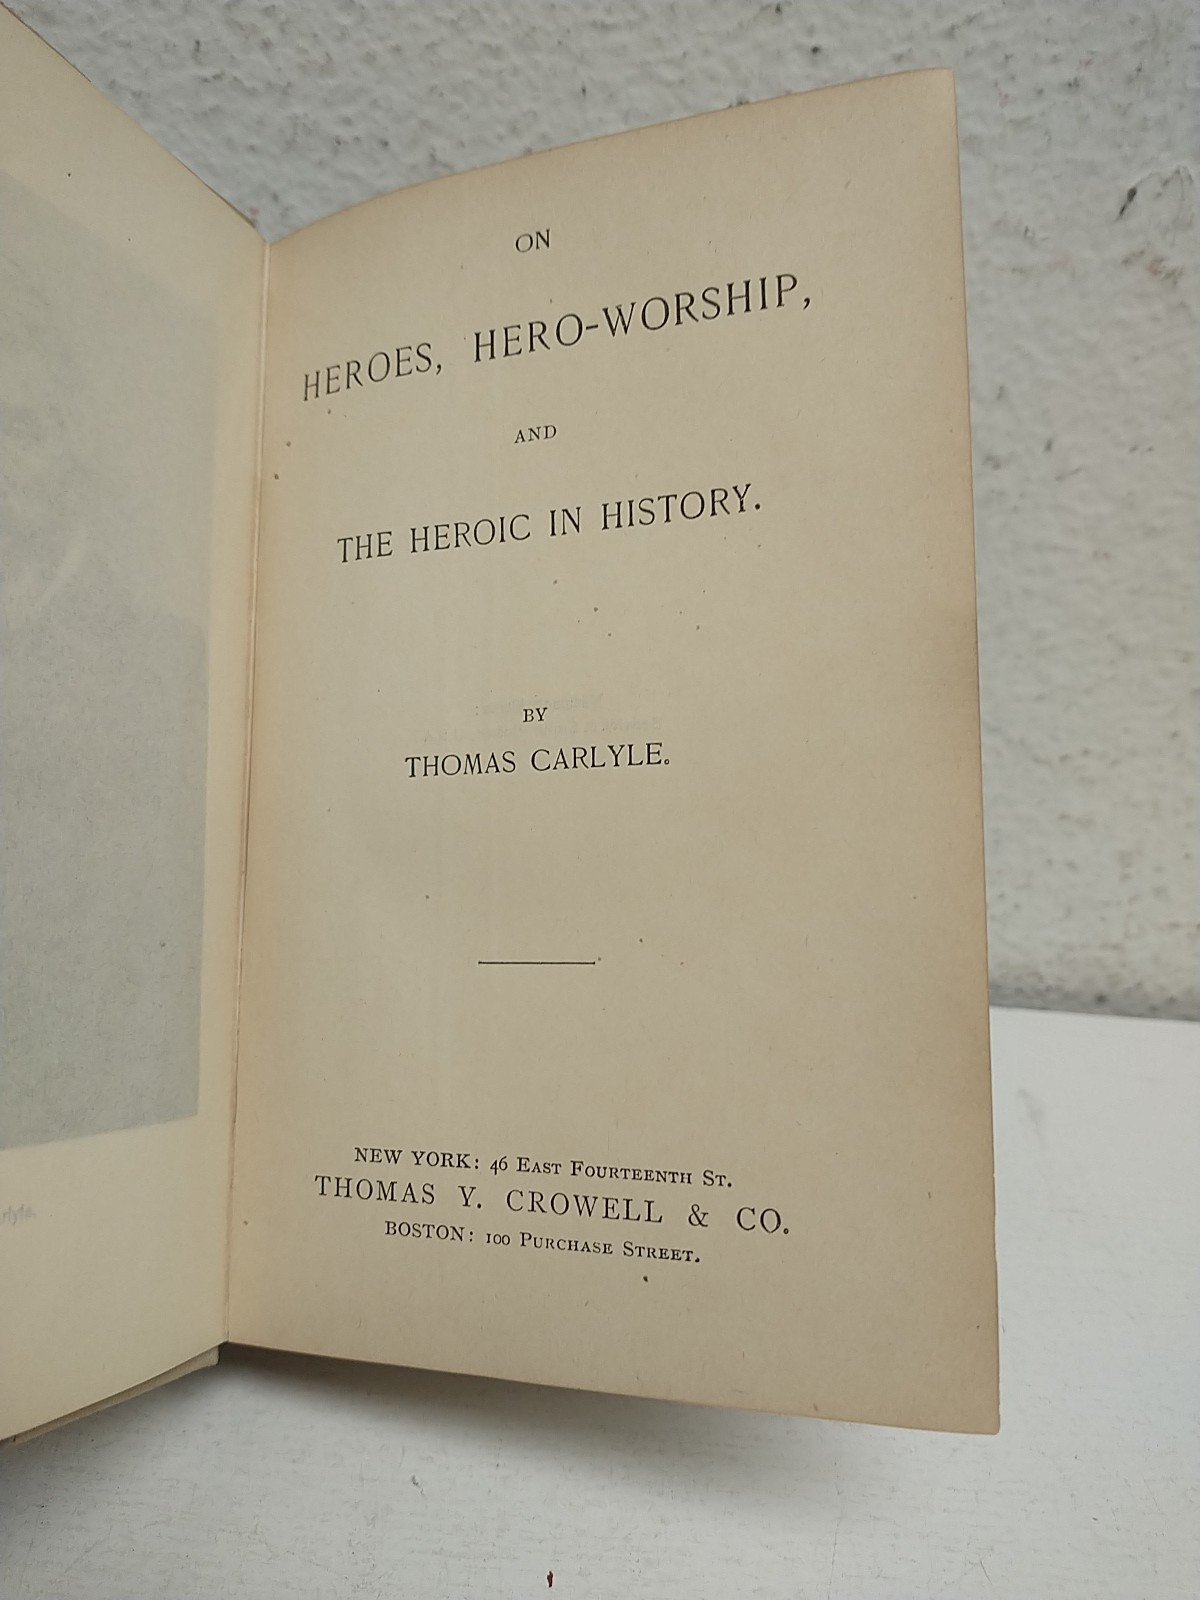 ON
HEROES, HERO-WORSHIP,
AND
THE HEROIC IN HISTORY.
BY
THOMAS CARLYLE.
NEW YORK: 46 EAST FOURTEENTH ST.
THOMAS Y. CROWELL & CO.
BOSTON: 100 PURCHASE STREET.